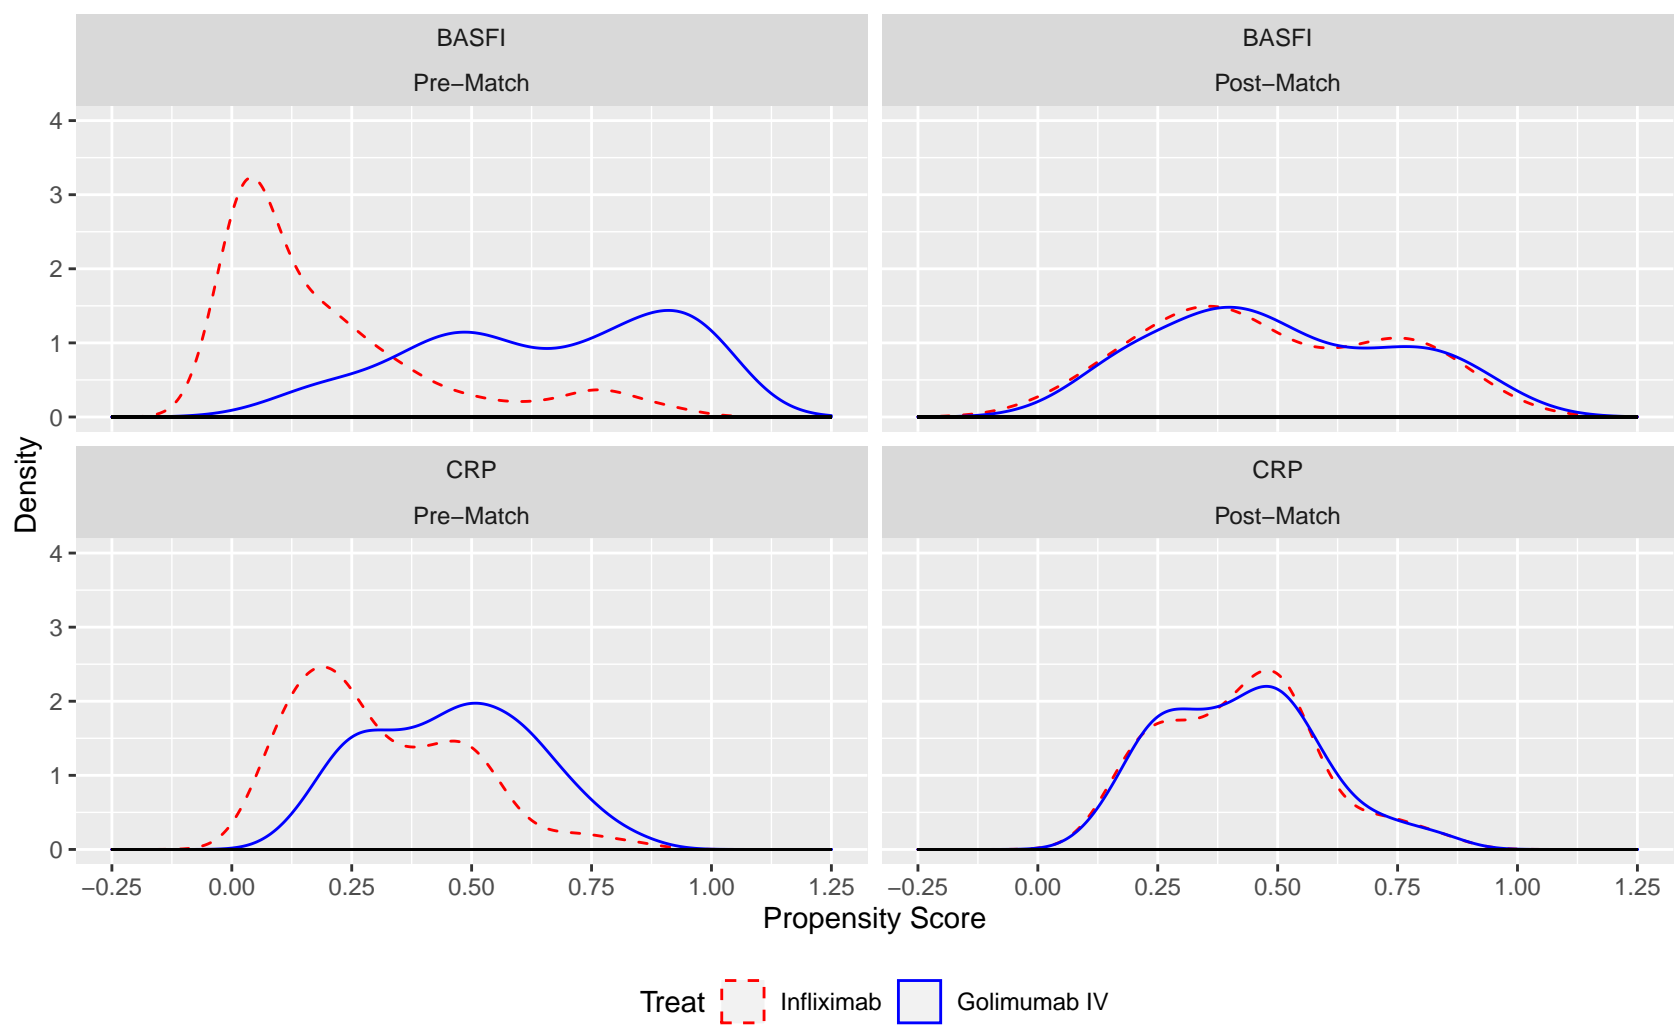 BASFI
Pre−Match
BASFI
Post−Match
4
3
2
1
0
CRP
Pre−Match
CRP
Post−Match
4
3
2
1
0
Density
−0.25 0.00 0.25 0.50 0.75 1.00 1.25
−0.25 0.00 0.25 0.50 0.75 1.00 1.25
Propensity Score
Treat Infliximab Golimumab IV